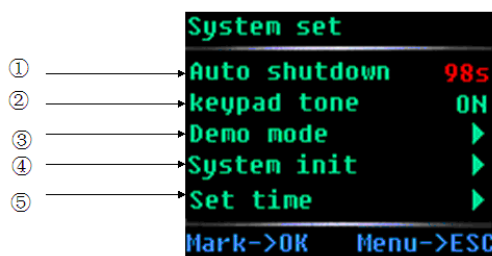 System set
① Auto shutdown 98s
② keypad tone ON
③ Demo mode
④ System init
⑤ Set time
Mark->OK Menu->ESC